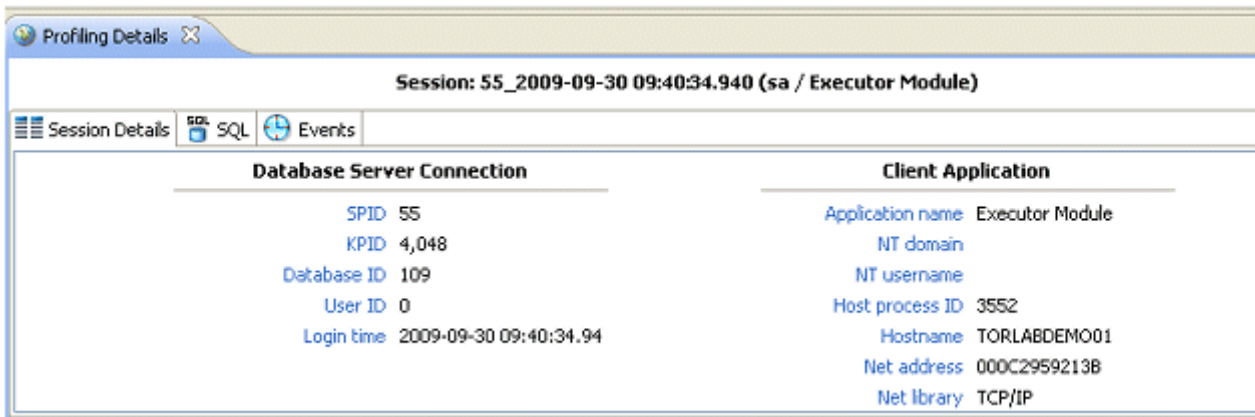 Profiling Details
Session: 55_2009-09-30 09:40:34.940 (sa / Executor Module)
Session Details
SQL
Events
Database Server Connection
SPID 55
KPID 4,048
Database ID 109
User ID 0
Login time 2009-09-30 09:40:34.94
Client Application
Application name Executor Module
NT domain
NT username
Host process ID 3552
Hostname TORLABDEMO01
Net address 000C2959213B
Net library TCP/IP